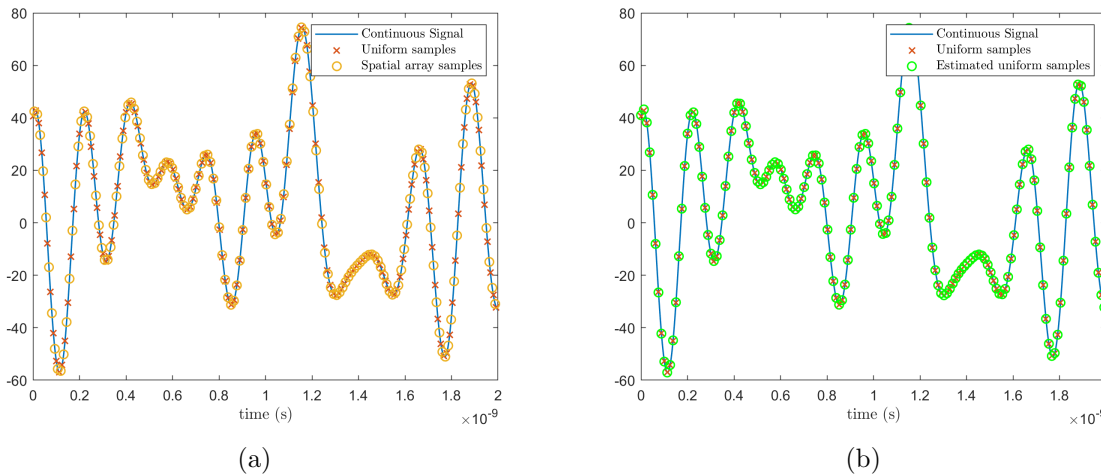 80
60
40
20
0
-20
-40
-60
0 0.2 0.4 0.6 0.8 1 1.2 1.4 1.6 1.8 2
time (s)
×10⁻⁹
Continuous Signal
Uniform samples
Spatial array samples
(a)
80
60
40
20
0
-20
-40
-60
0 0.2 0.4 0.6 0.8 1 1.2 1.4 1.6 1.8
time (s)
×10⁻⁹
Continuous Signal
Uniform samples
Estimated uniform samples
(b)